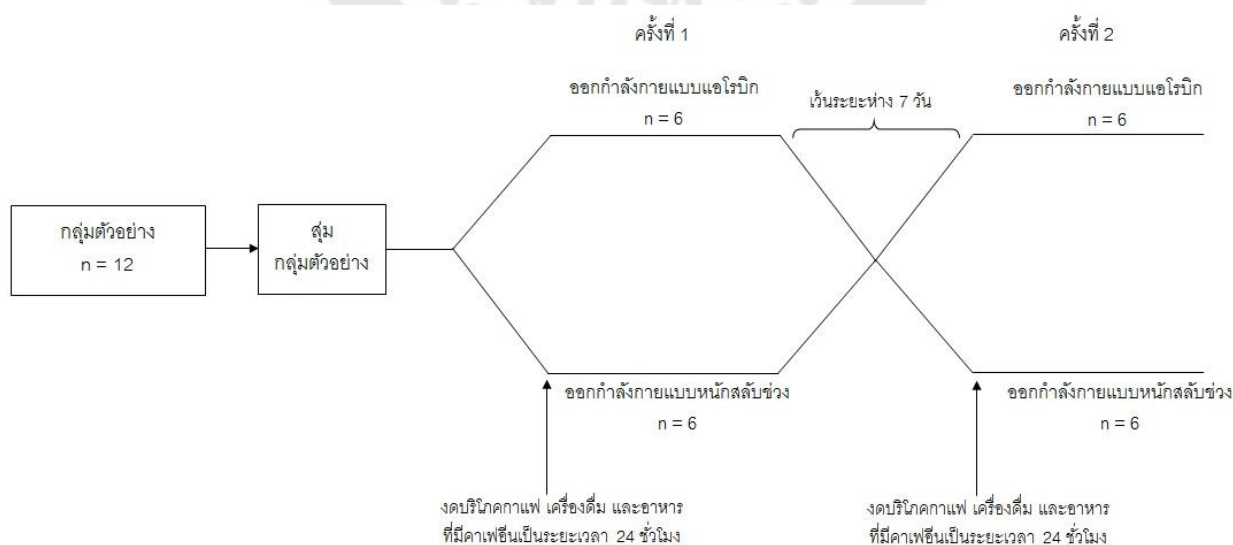 ครั้งที่ 1
ครั้งที่ 2
ออกกำลังกายแบบแอโรบิก
n = 6
เว้นระยะห่าง 7 วัน
ออกกำลังกายแบบแอโรบิก
n = 6
กลุ่มตัวอย่าง
n = 12
สุ่ม
กลุ่มตัวอย่าง
ออกกำลังกายแบบหนักสลับช่วง
n = 6
ออกกำลังกายแบบหนักสลับช่วง
n = 6
งดบริโภคกาแฟ เครื่องดื่ม และอาหาร
ที่มีคาเฟอีนเป็นระยะเวลา 24 ชั่วโมง
งดบริโภคกาแฟ เครื่องดื่ม และอาหาร
ที่มีคาเฟอีนเป็นระยะเวลา 24 ชั่วโมง